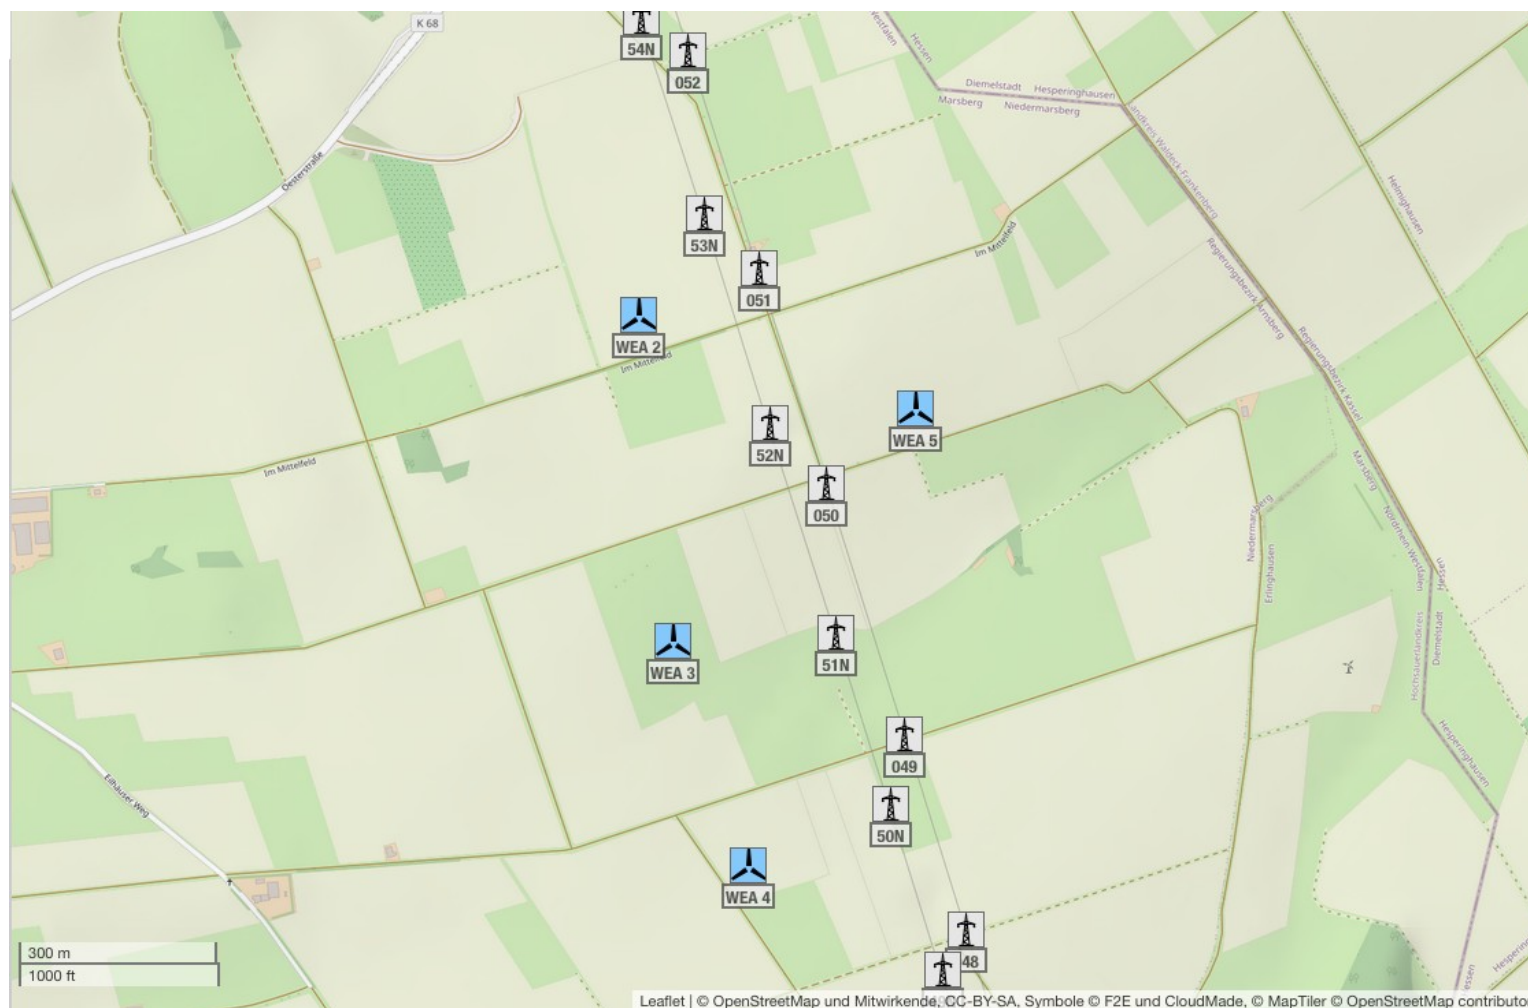 K 68
54N
052
Westfalen
Hessen
Diemelstadt Hesperinghausen
Marsberg Niedermarsberg
Landkreis Waldeck-Frankenberg
Helmighausen
Oesterstraße
53N
Im Mittelfeld
051
Regierungsbezirk Arnsberg
Regierungsbezirk Kassel
WEA 2
Im Mittelfeld
WEA 5
52N
Im Mittelfeld
Marsberg
050
Niedermarsberg
Erlinghausen
Nordrhein-Westfalen
Hessen
51N
WEA 3
Hochsauerlandkreis
Diemelstadt
049
Hesperinghausen
Eilhauser Weg
50N
WEA 4
48
300 m
1000 ft
Leaflet | © OpenStreetMap und Mitwirkende, CC-BY-SA, Symbole © F2E und CloudMade, © MapTiler © OpenStreetMap contributo